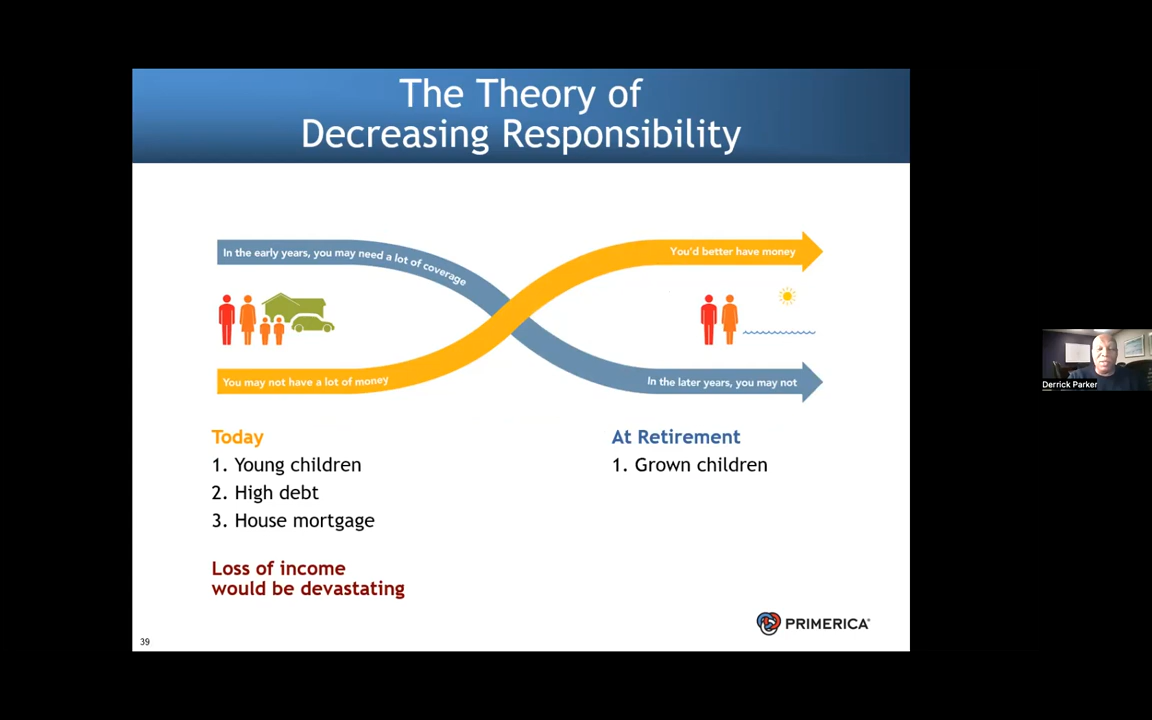 The Theory of
Decreasing Responsibility
In the early years, you may need a lot of coverage
You'd better have money
You may not have a lot of money
In the later years, you may not
Today
1. Young children
2. High debt
3. House mortgage
Loss of income
would be devastating
At Retirement
1. Grown children
39
PRIMERICA®
Derrick Parker